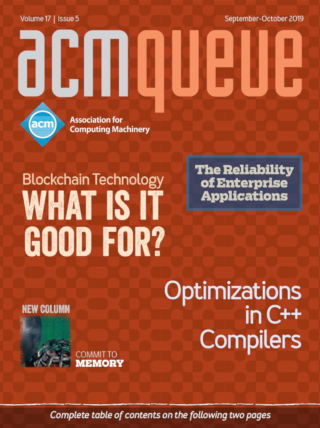 Volume 17 | Issue 5
September-October 2019
acmqueue
acm
Association for
Computing Machinery
The Reliability
of Enterprise
Applications
Blockchain Technology
WHAT IS IT
GOOD FOR?
Optimizations
in C++
Compilers
NEW COLUMN
COMMIT TO
MEMORY
Complete table of contents on the following two pages